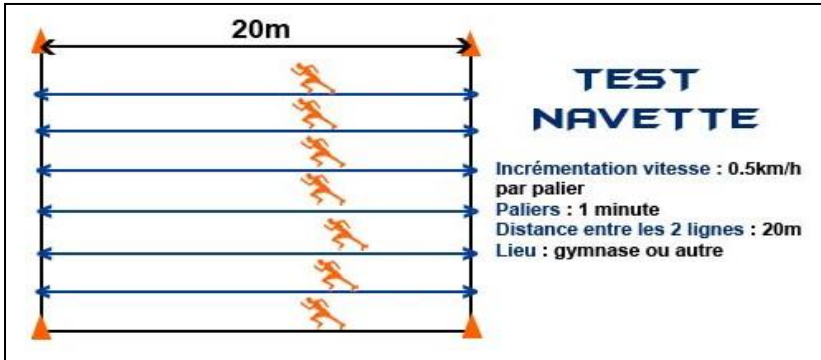 20m
TEST
NAVETTE
Incrémentation vitesse : 0.5km/h
par palier
Paliers : 1 minute
Distance entre les 2 lignes : 20m
Lieu : gymnase ou autre